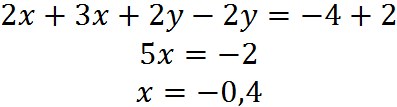 2x + 3x + 2y − 2y = −4 + 2
5x = −2
x = −0,4